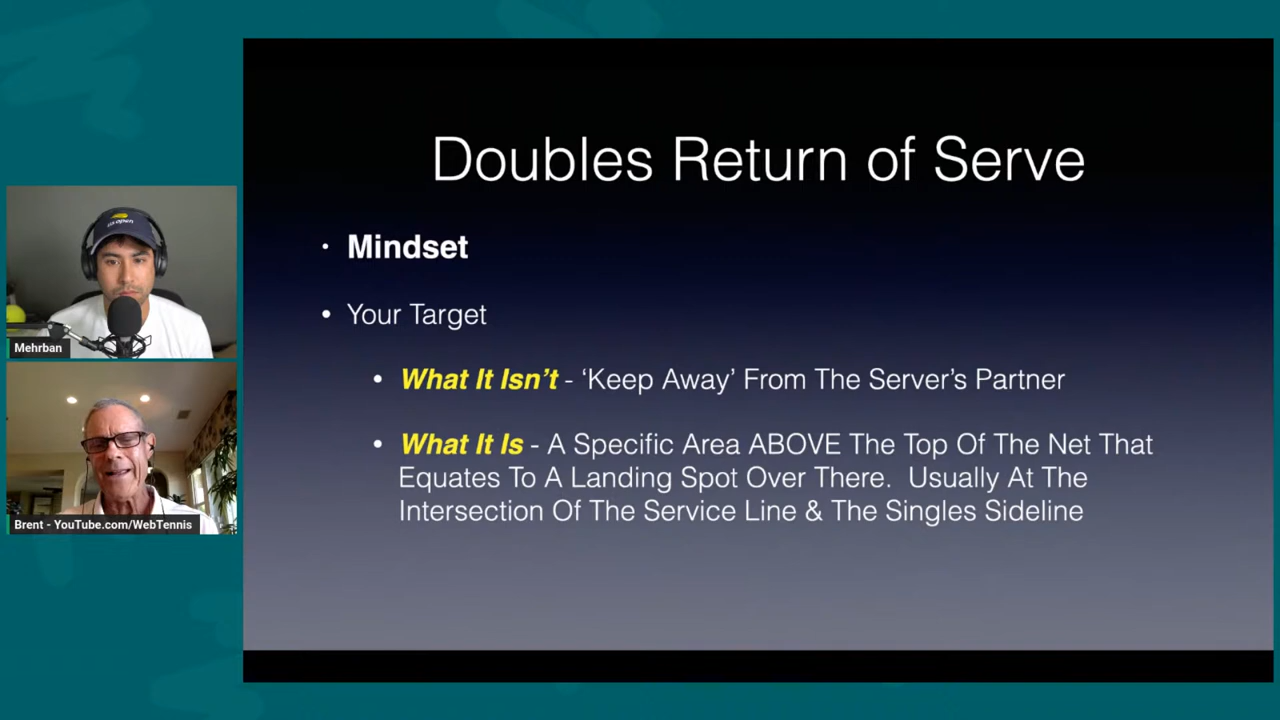 Doubles Return of Serve
• Mindset
• Your Target
• What It Isn't - ‘Keep Away’ From The Server’s Partner
• What It Is - A Specific Area ABOVE The Top Of The Net That
Equates To A Landing Spot Over There.  Usually At The
Intersection Of The Service Line & The Singles Sideline
us open
Mehrban
Brent - YouTube.com/WebTennis